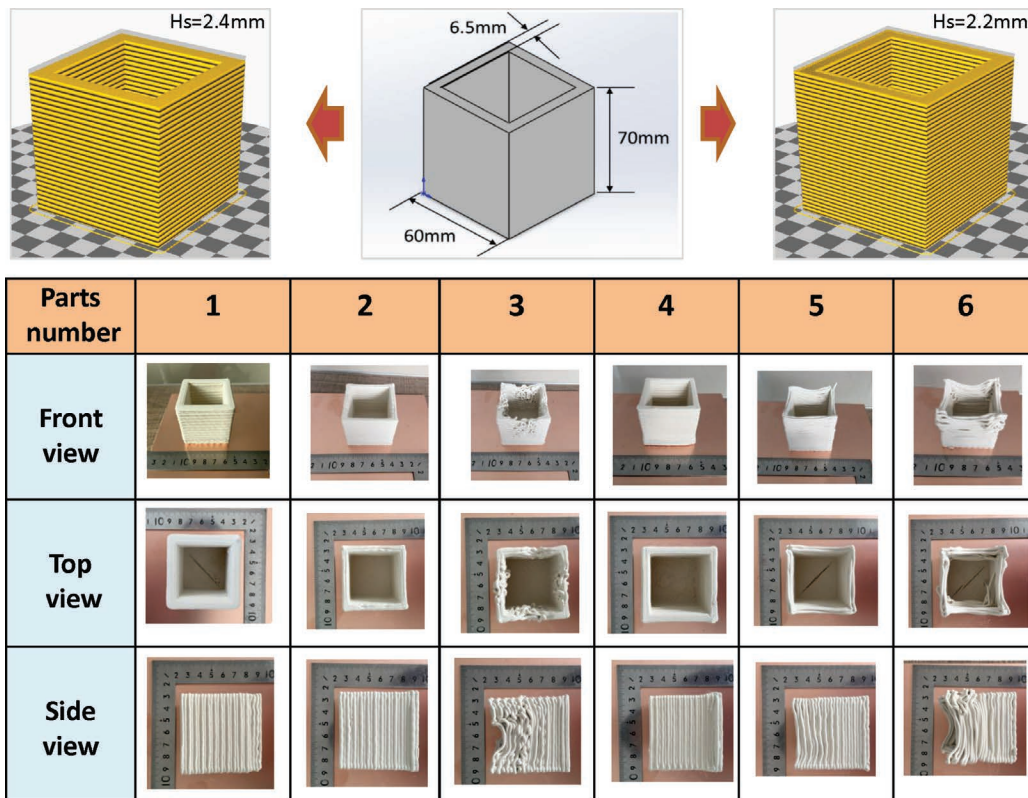 Hs=2.4mm
6.5mm
70mm
60mm
Hs=2.2mm
Parts number 1 2 3 4 5 6
Front view
Top view
Side view